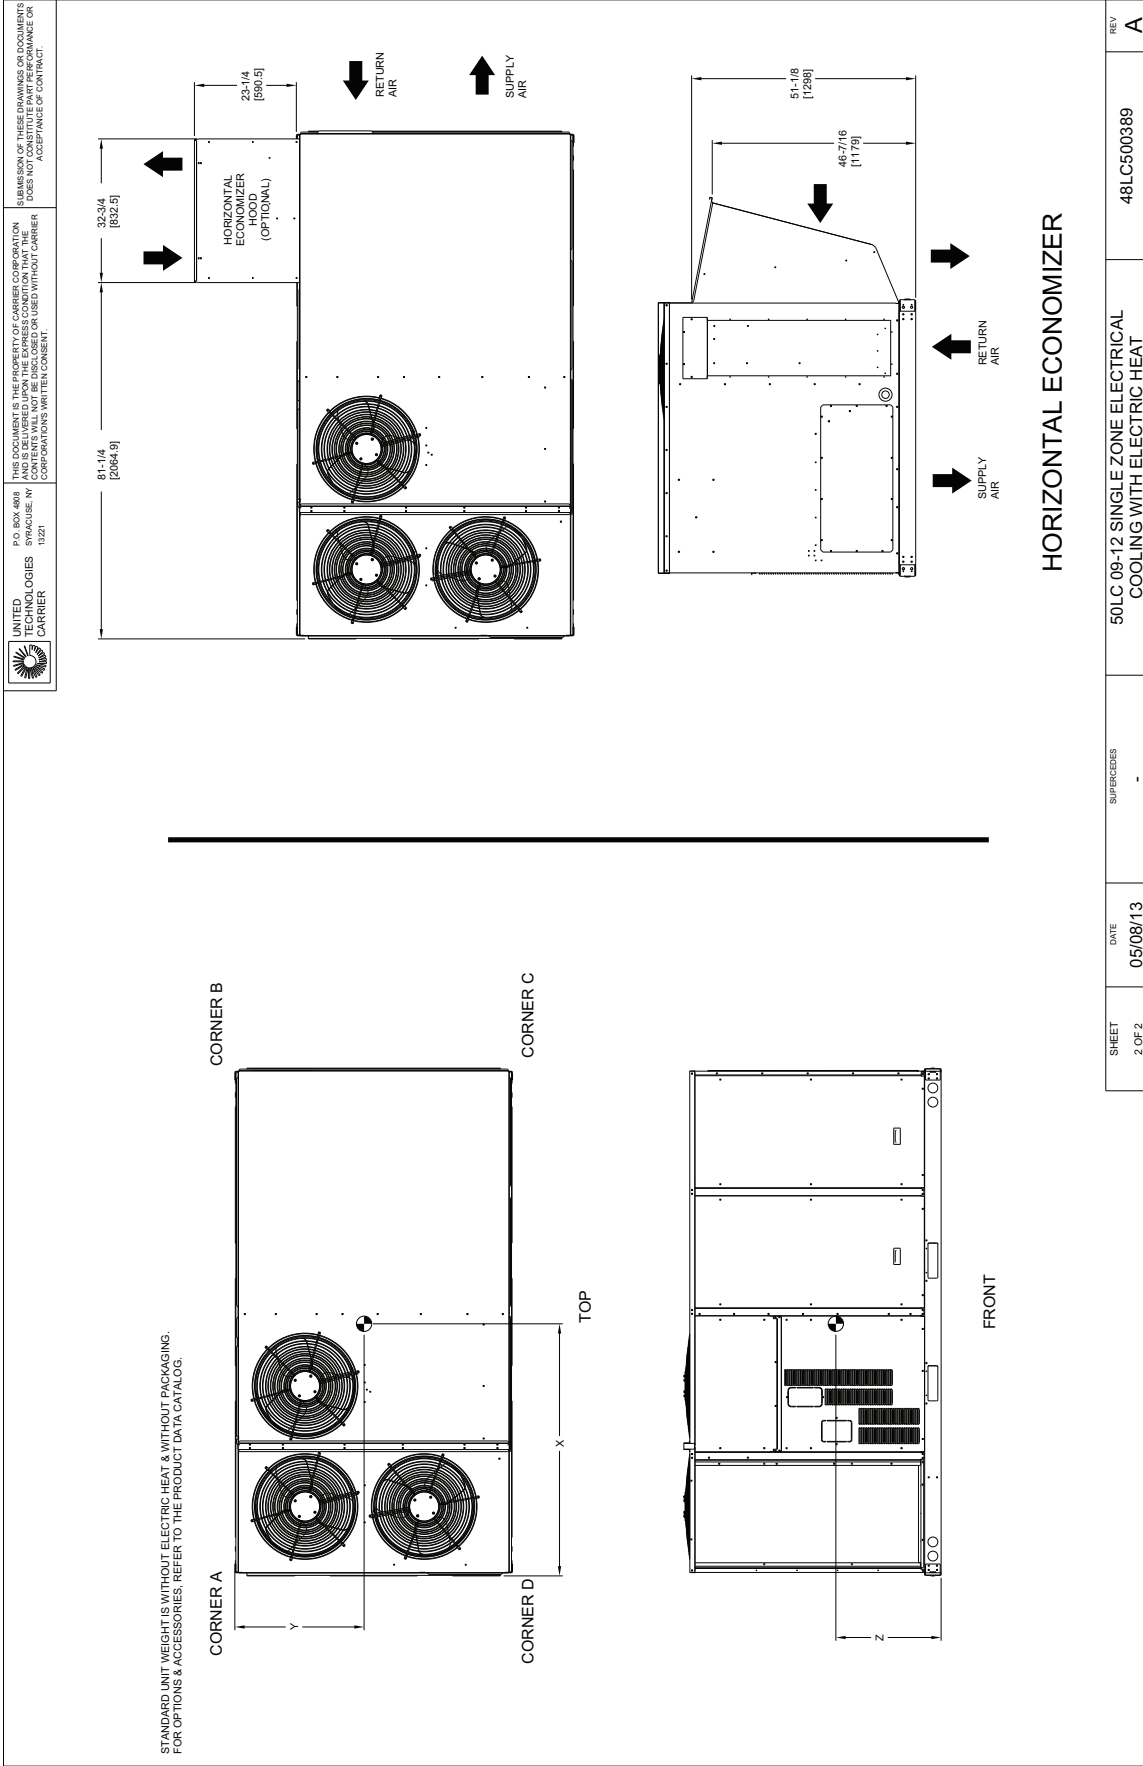 STANDARD UNIT WEIGHT IS WITHOUT ELECTRIC HEAT & WITHOUT PACKAGING.
FOR OPTIONS & ACCESSORIES, REFER TO THE PRODUCT DATA CATALOG.
CORNER A
CORNER B
Y
X
CORNER D
CORNER C
TOP
Z
FRONT
UNITED
TECHNOLOGIES
CARRIER
P.O. BOX 4808
SYRACUSE, NY
13221
THIS DOCUMENT IS THE PROPERTY OF CARRIER CORPORATION
AND IS DELIVERED UPON THE EXPRESS CONDITION THAT THE
CONTENTS WILL NOT BE DISCLOSED OR USED WITHOUT CARRIER
CORPORATION'S WRITTEN CONSENT.
SUBMISSION OF THESE DRAWINGS OR DOCUMENTS
DOES NOT CONSTITUTE PART PERFORMANCE OR
ACCEPTANCE OF CONTRACT.
81-1/4
[2064.9]
32-3/4
[832.5]
23-1/4
[590.5]
HORIZONTAL
ECONOMIZER
HOOD
(OPTIONAL)
RETURN
AIR
SUPPLY
AIR
46-7/16
[1179]
51-1/8
[1298]
SUPPLY
AIR
RETURN
AIR
HORIZONTAL ECONOMIZER
SHEET
2 OF 2
DATE
05/08/13
SUPERCEDES
-
50LC 09-12 SINGLE ZONE ELECTRICAL
COOLING WITH ELECTRIC HEAT
48LC500389
REV
A